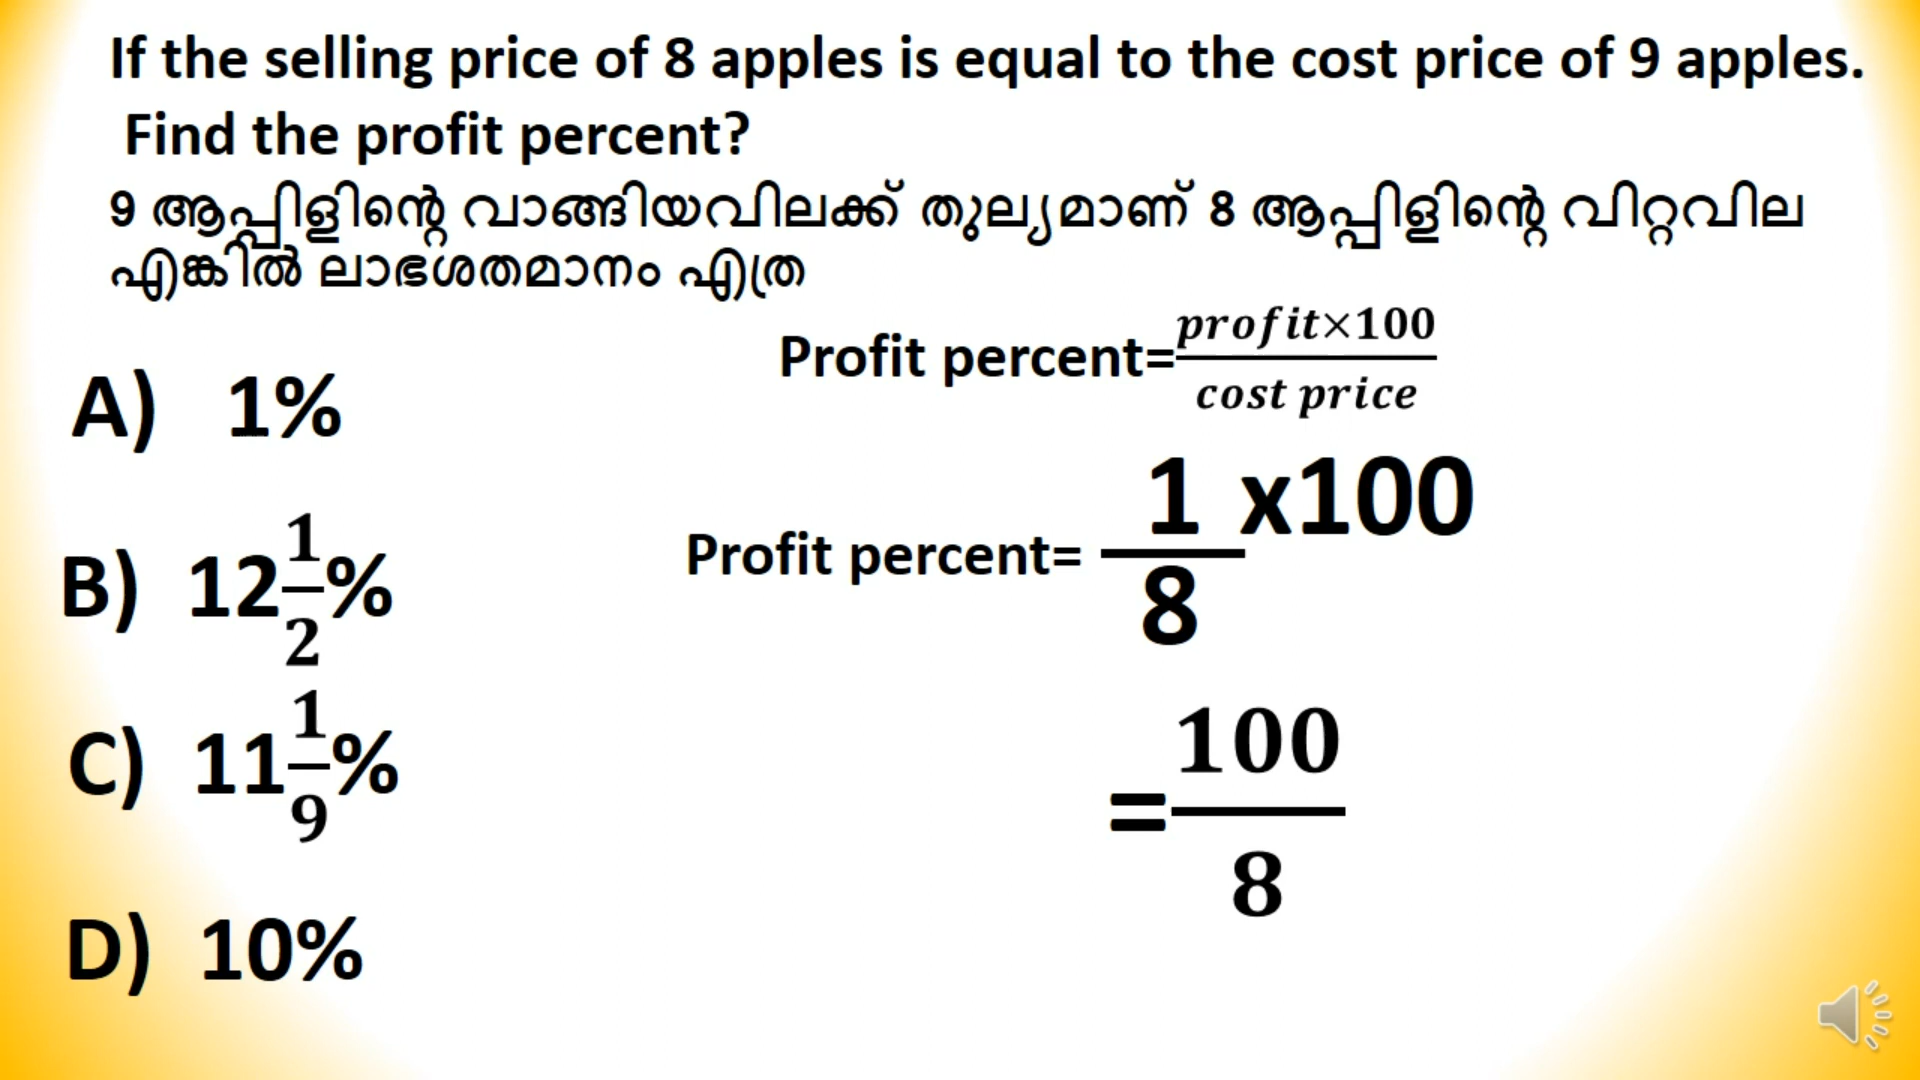 If the selling price of 8 apples is equal to the cost price of 9 apples.
Find the profit percent?
9 ആപ്പിളിന്റെ വാങ്ങിയവിലക്ക് തുല്യമാണ് 8 ആപ്പിളിന്റെ വിറ്റവില
എങ്കിൽ ലാഭശതമാനം എത്ര
Profit percent=profit×100/cost price
A) 1%
Profit percent= 1/8 x100
B) 12 1/2%
C) 11 1/9%
=100/8
D) 10%